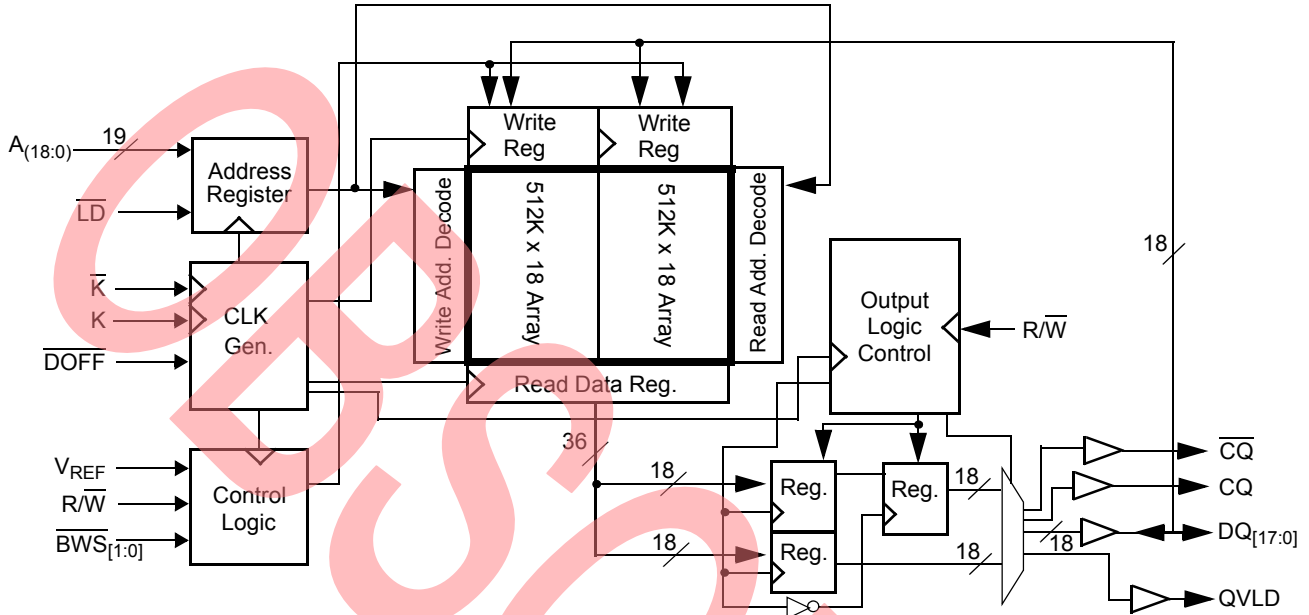 A(18:0)
19
LD
Address
Register
K
K
DOFF
CLK
Gen.
VREF
R/W
BWS[1:0]
Control
Logic
Write
Reg
Write
Reg
Write Add. Decode
512K x 18 Array
512K x 18 Array
Read Add. Decode
Read Data Reg.
36
18
18
Output
Logic
Control
R/W
18
Reg.
Reg.
Reg.
18
18
18
CQ
CQ
DQ[17:0]
QVLD
OBSO